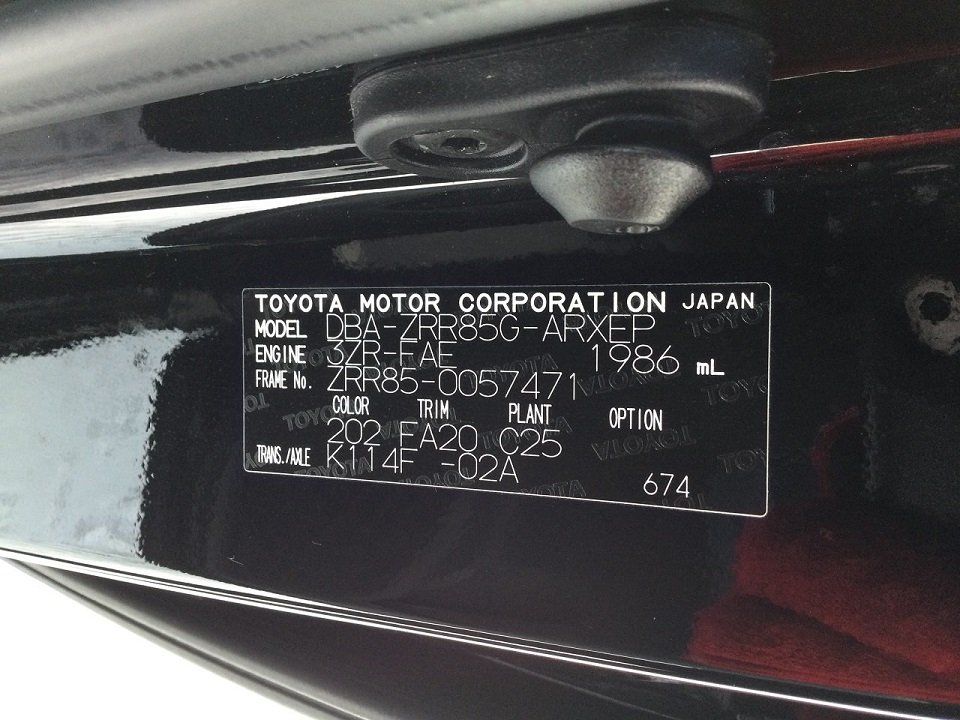 TOYOTA MOTOR CORPORATION JAPAN
MODEL DBA-ZRR85G-ARXEP
ENGINE 3ZR-FAE 1986 mL
FRAME No. ZRR85-0057471
COLOR TRIM PLANT OPTION
202 FA20 C25
TRANS./AXLE K114F -02A
674